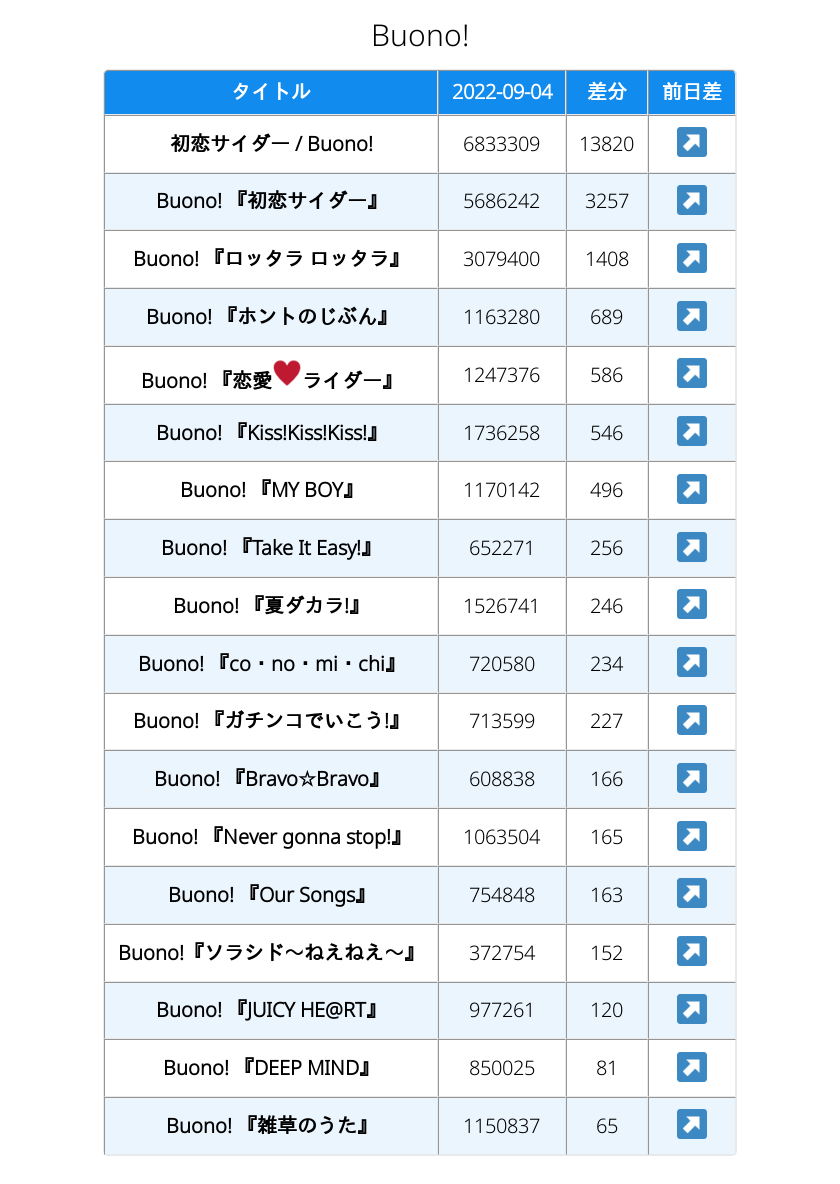 Buono!
タイトル 2022-09-04 差分 前日差
初恋サイダー / Buono! 6833309 13820 ↗
Buono! 『初恋サイダー』 5686242 3257 ↗
Buono! 『ロッタラ ロッタラ』 3079400 1408 ↗
Buono! 『ホントのじぶん』 1163280 689 ↗
Buono! 『恋愛♥ライダー』 1247376 586 ↗
Buono! 『Kiss!Kiss!Kiss!』 1736258 546 ↗
Buono! 『MY BOY』 1170142 496 ↗
Buono! 『Take It Easy!』 652271 256 ↗
Buono! 『夏ダカラ!』 1526741 246 ↗
Buono! 『co・no・mi・chi』 720580 234 ↗
Buono! 『ガチンコでいこう!』 713599 227 ↗
Buono! 『Bravo☆Bravo』 608838 166 ↗
Buono! 『Never gonna stop!』 1063504 165 ↗
Buono! 『Our Songs』 754848 163 ↗
Buono!『ソラシド〜ねえねえ〜』 372754 152 ↗
Buono! 『JUICY HE@RT』 977261 120 ↗
Buono! 『DEEP MIND』 850025 81 ↗
Buono! 『雑草のうた』 1150837 65 ↗